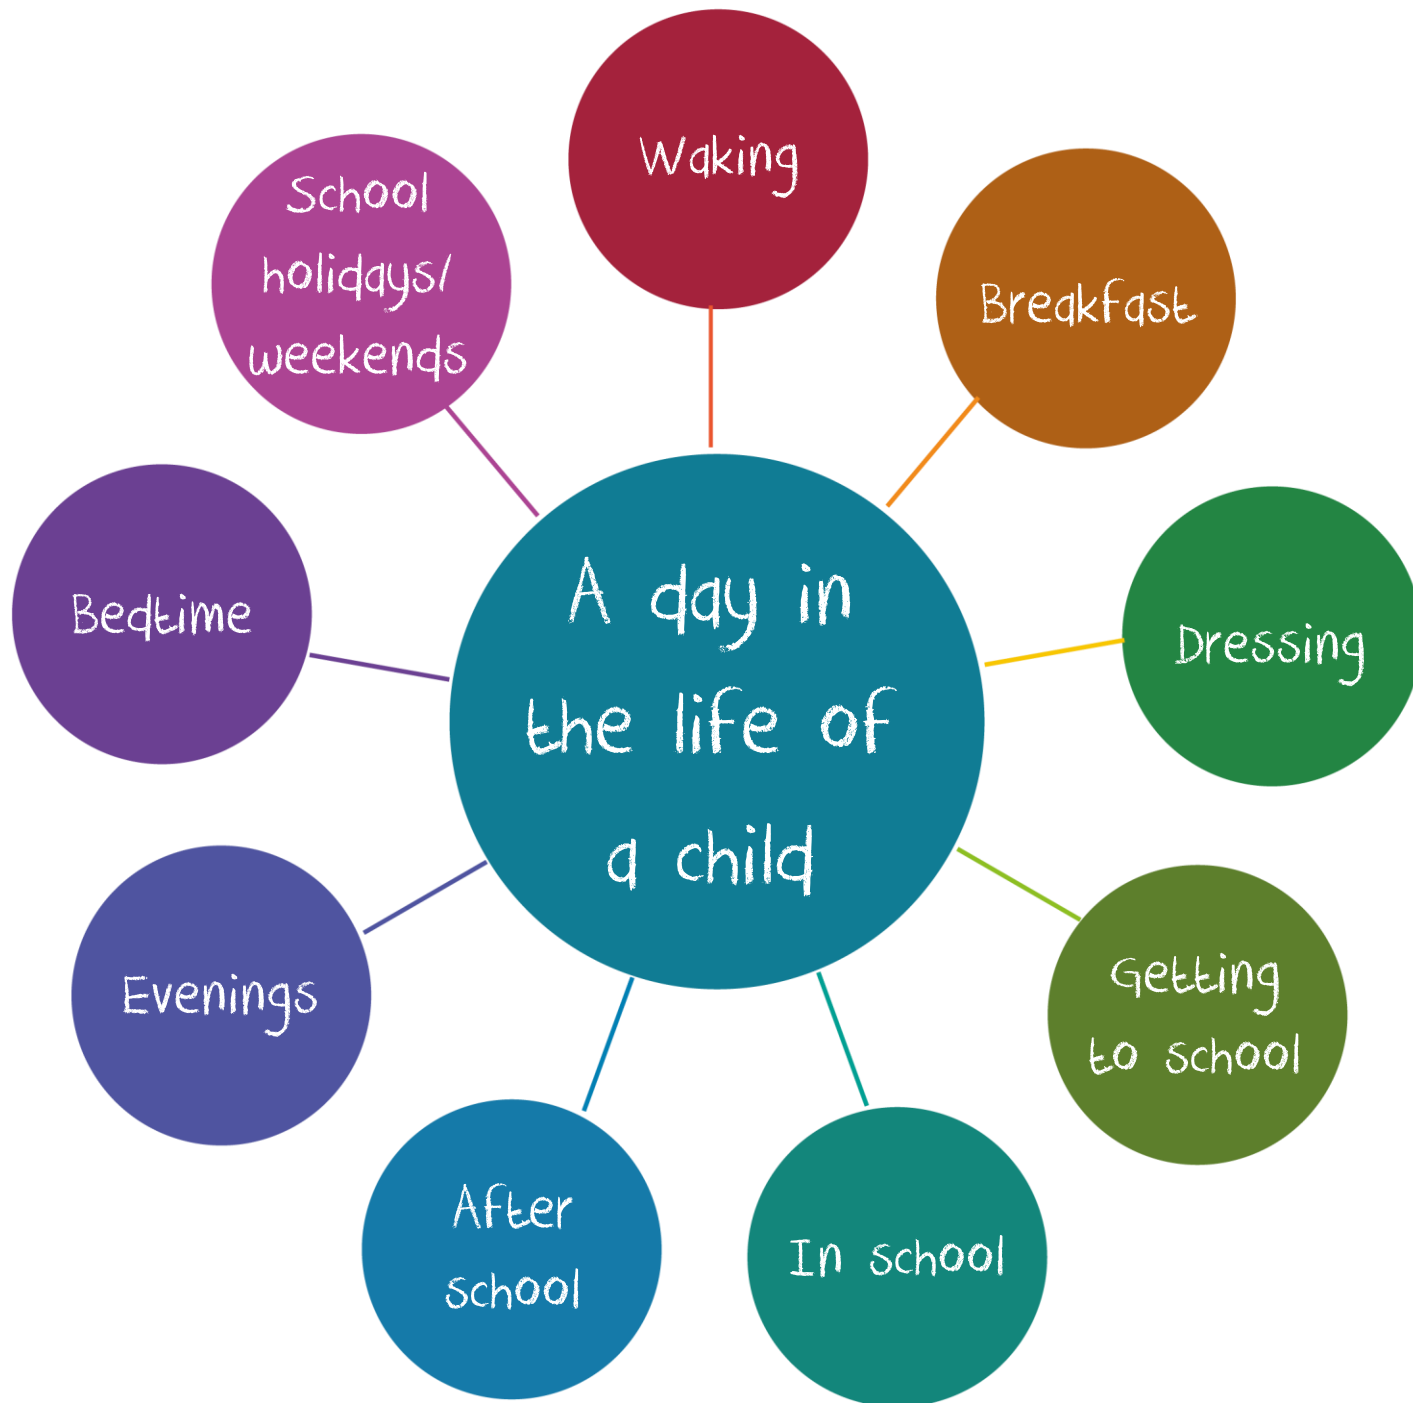 A day in
the life of
a child
Waking
Breakfast
Dressing
Getting
to school
In school
After
school
Evenings
Bedtime
School
holidays/
weekends